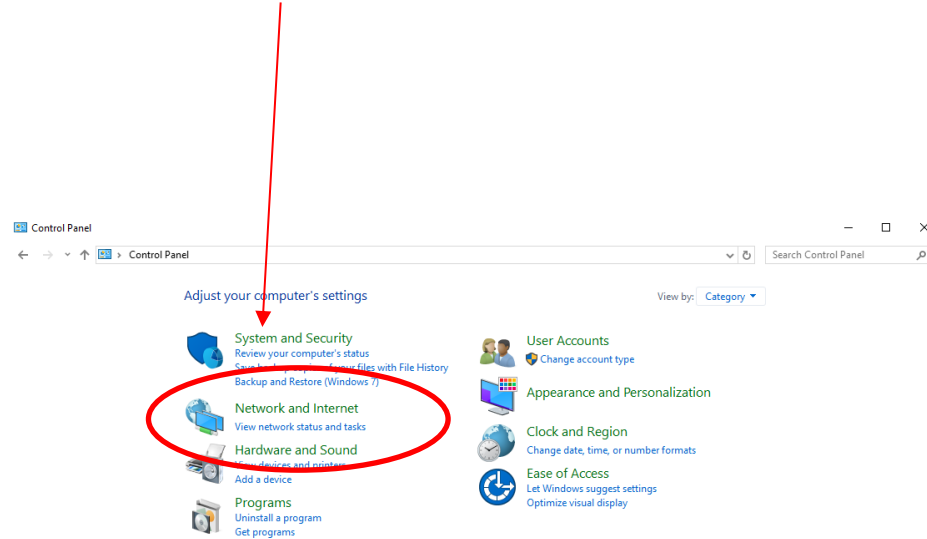 Control Panel
Control Panel
Search Control Panel
Adjust your computer's settings
View by: Category
System and Security
Review your computer's status
Save backup copies of your files with File History
Backup and Restore (Windows 7)
Network and Internet
View network status and tasks
Hardware and Sound
View devices and printers
Add a device
Programs
Uninstall a program
Get programs
User Accounts
Change account type
Appearance and Personalization
Clock and Region
Change date, time, or number formats
Ease of Access
Let Windows suggest settings
Optimize visual display